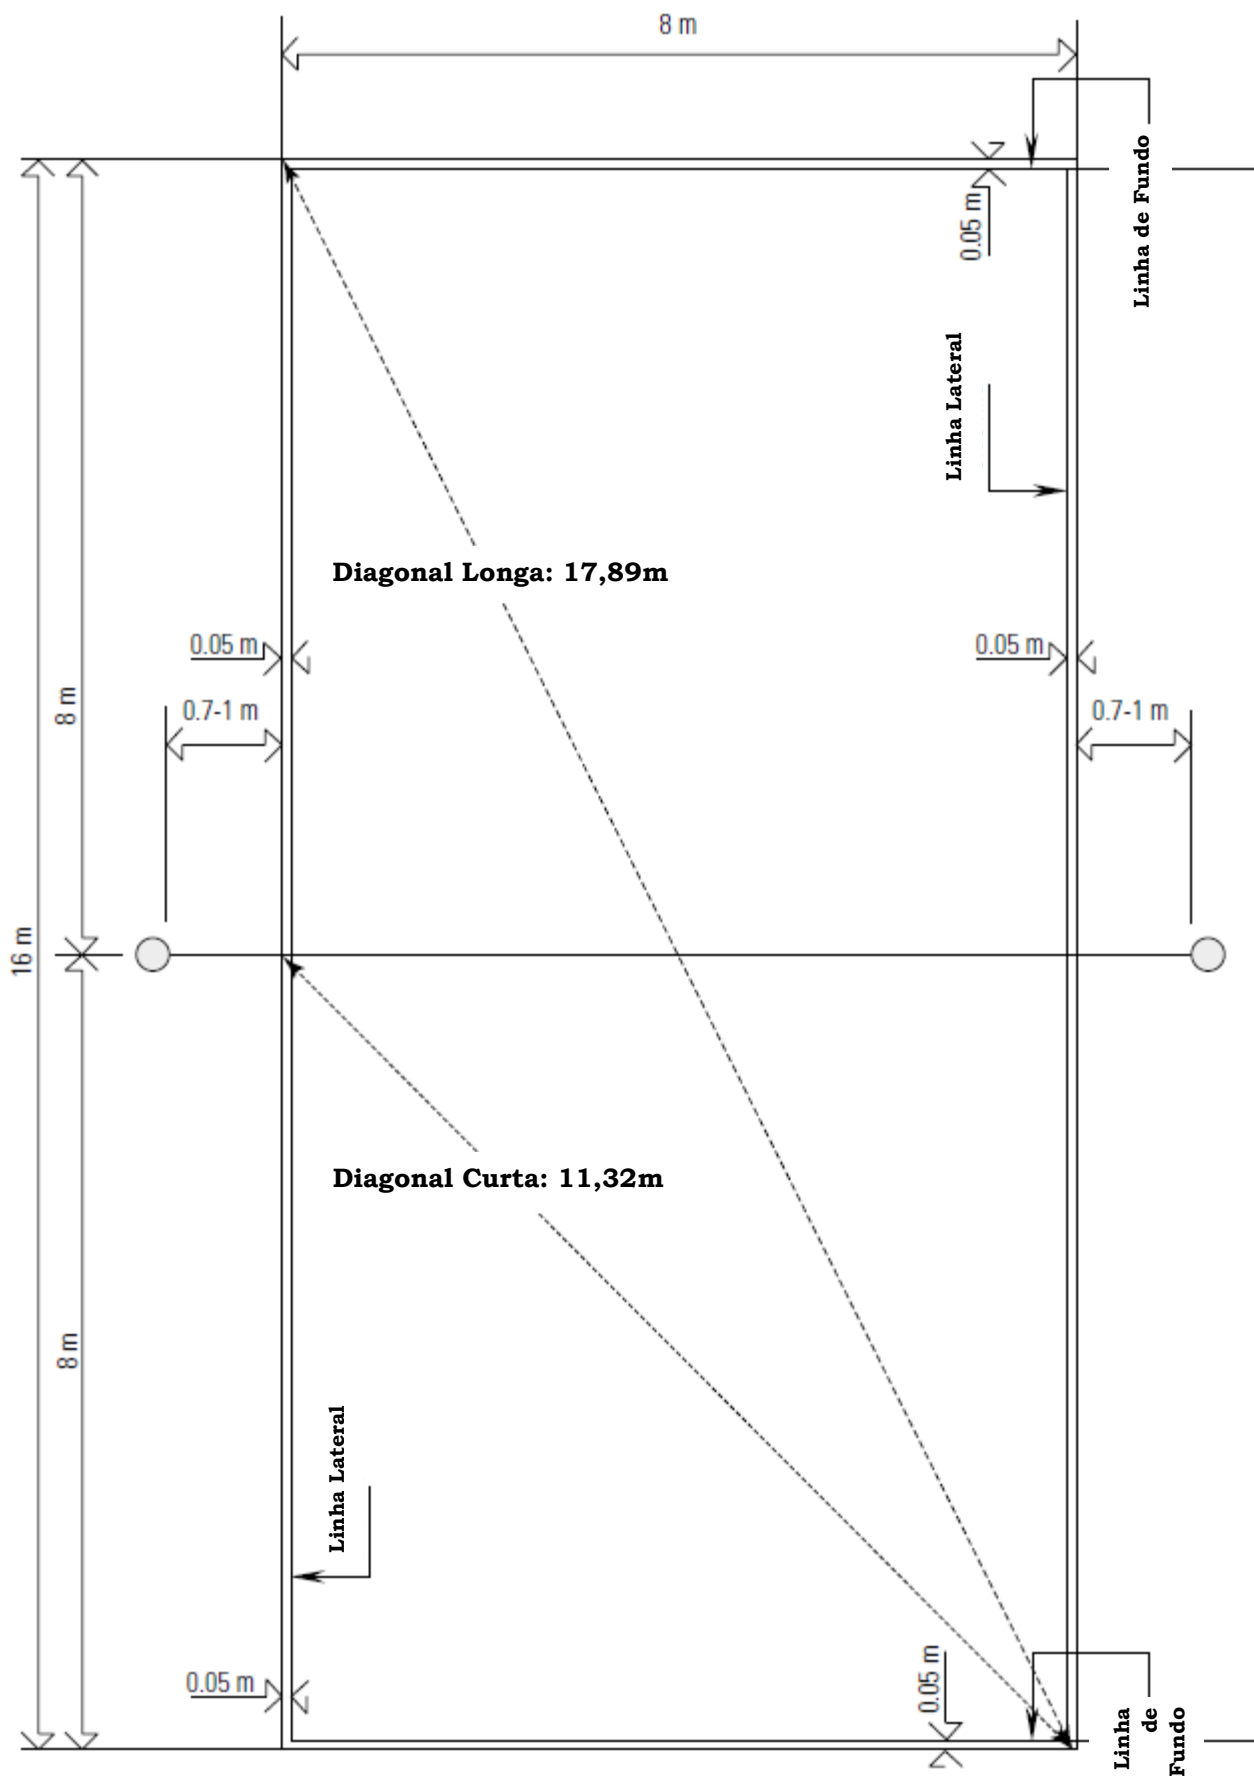 8 m
0.05 m
Linha de Fundo
Linha Lateral
Diagonal Longa: 17,89m
0.05 m
0.05 m
8 m
0.7-1 m
0.7-1 m
16 m
Diagonal Curta: 11,32m
8 m
Linha Lateral
0.05 m
0.05 m
Linha
de
Fundo